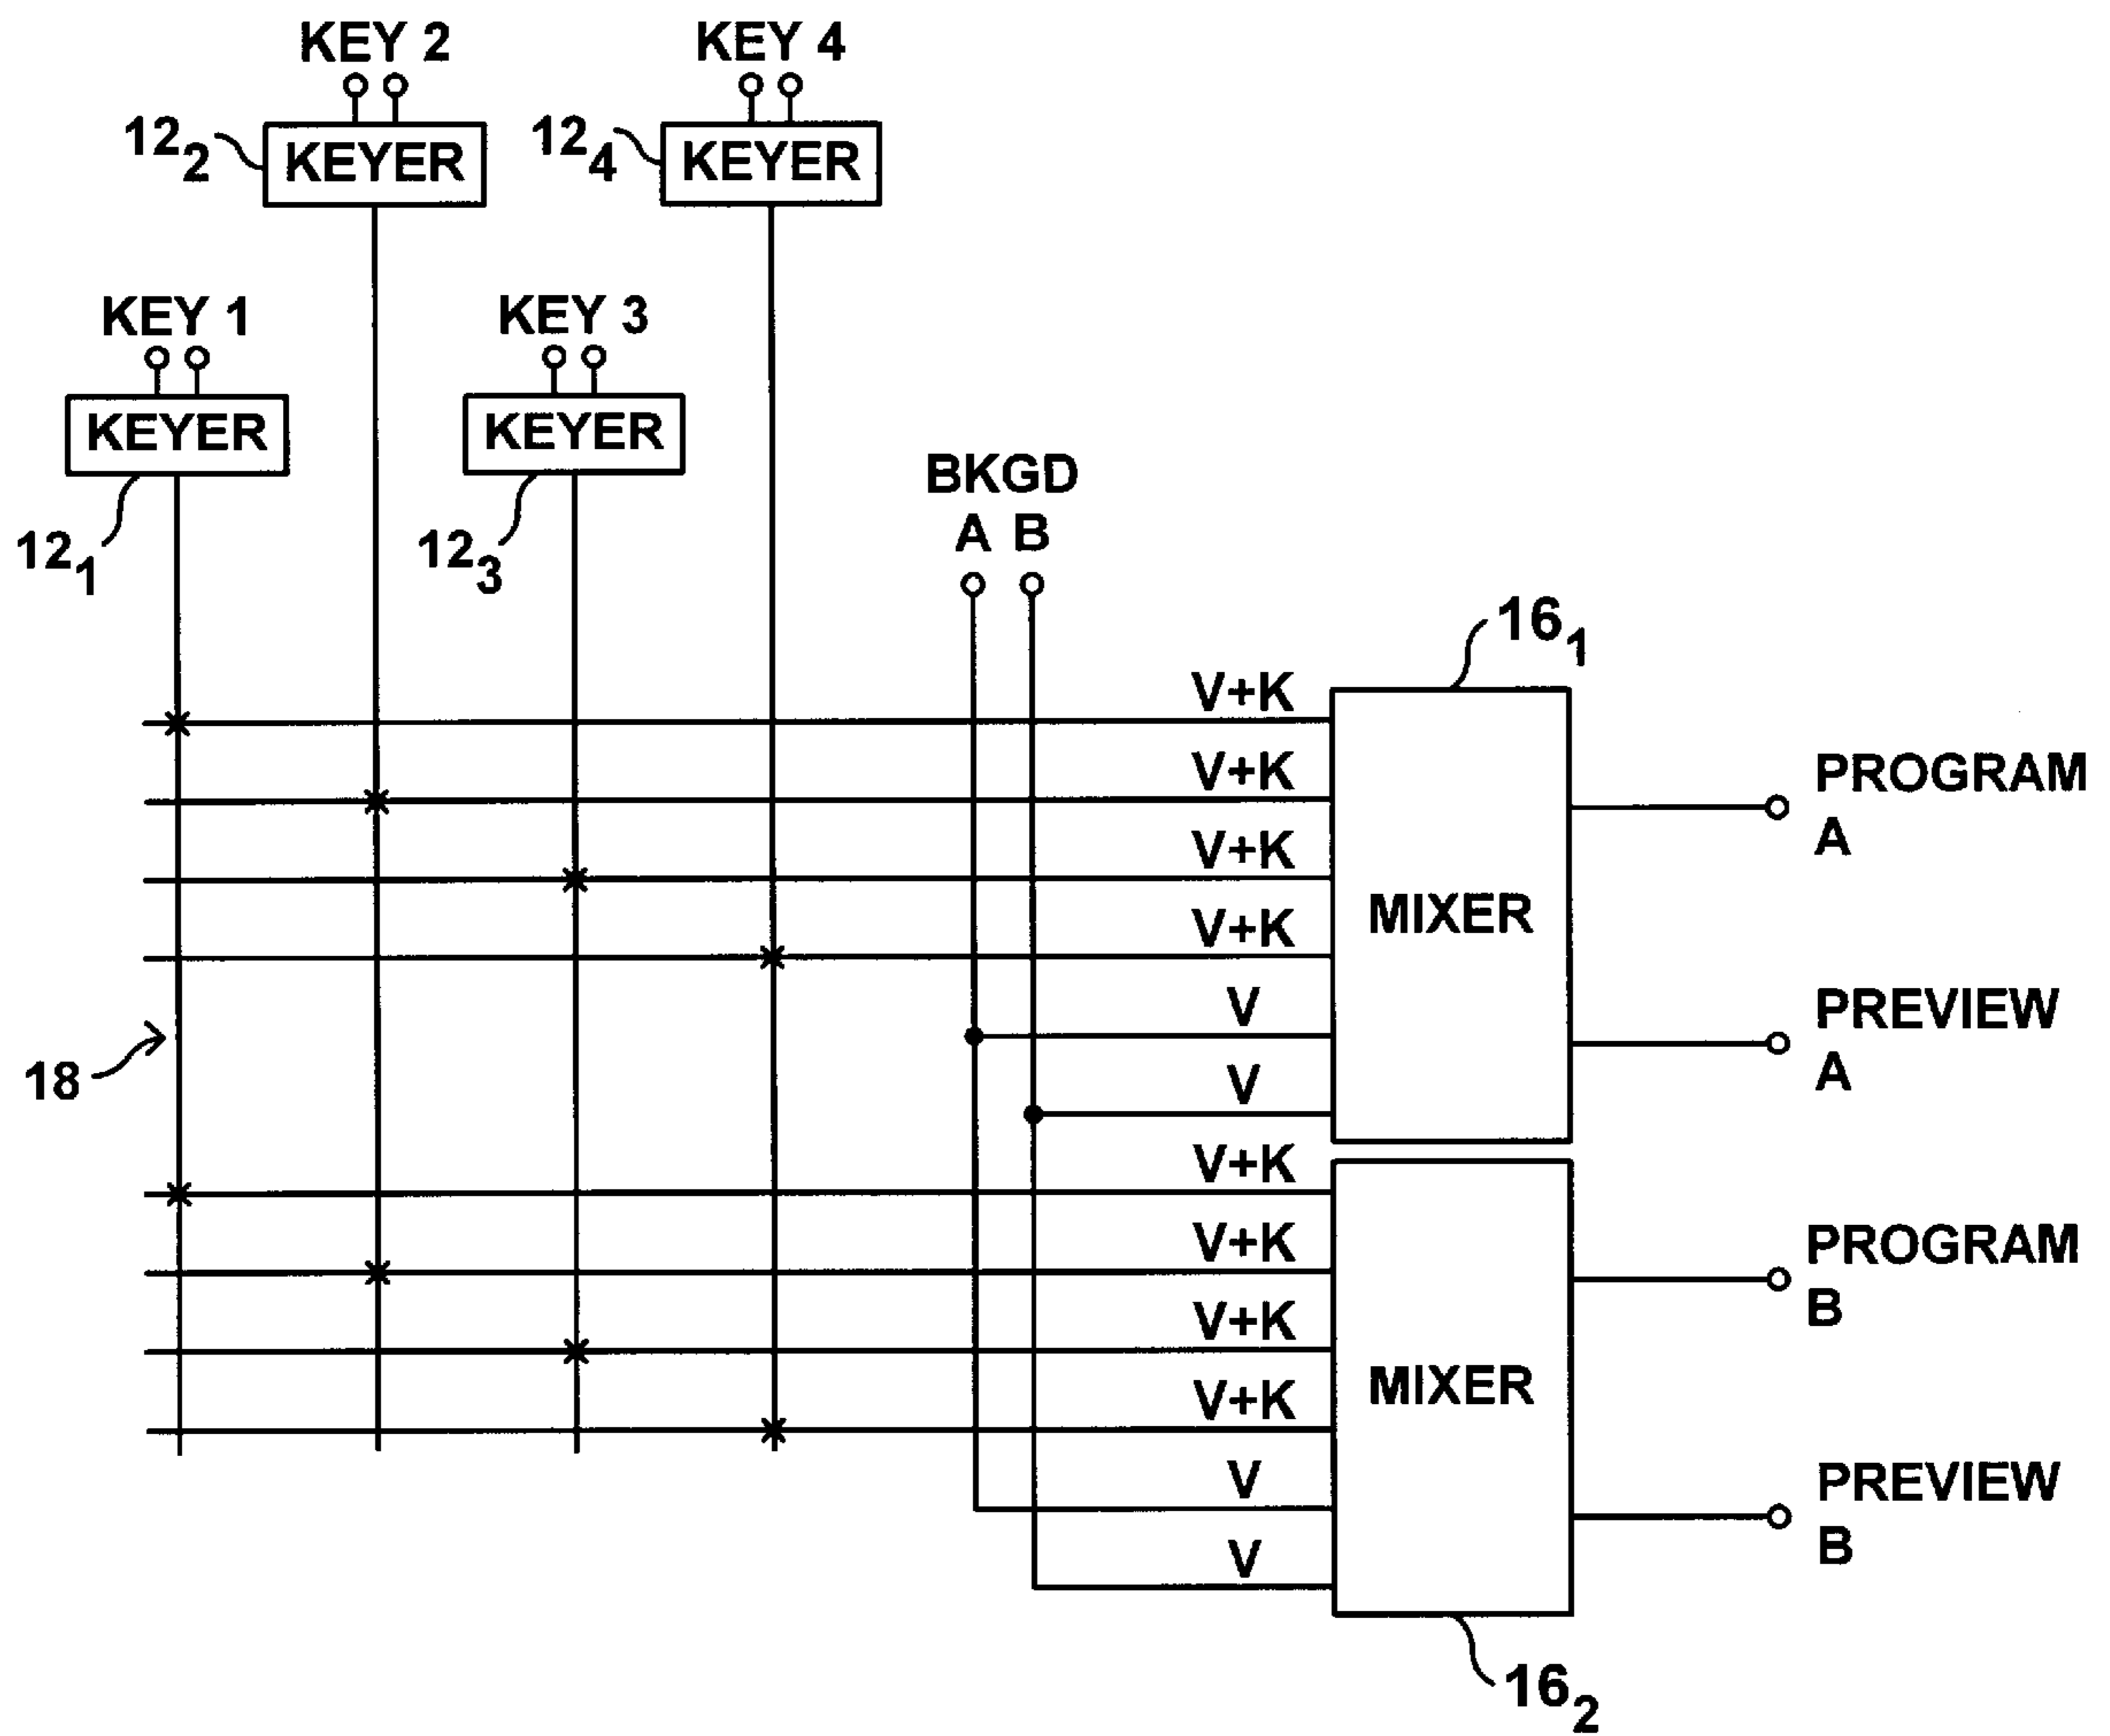 KEY 2
KEY 4
12₂
KEYER
12₄
KEYER
KEY 1
KEY 3
KEYER
KEYER
12₁
12₃
BKGD
A B
16₁
V+K
V+K
V+K
V+K
V
V
MIXER
PROGRAM
A
PREVIEW
A
18
V+K
V+K
V+K
V+K
V
V
MIXER
PROGRAM
B
PREVIEW
B
16₂